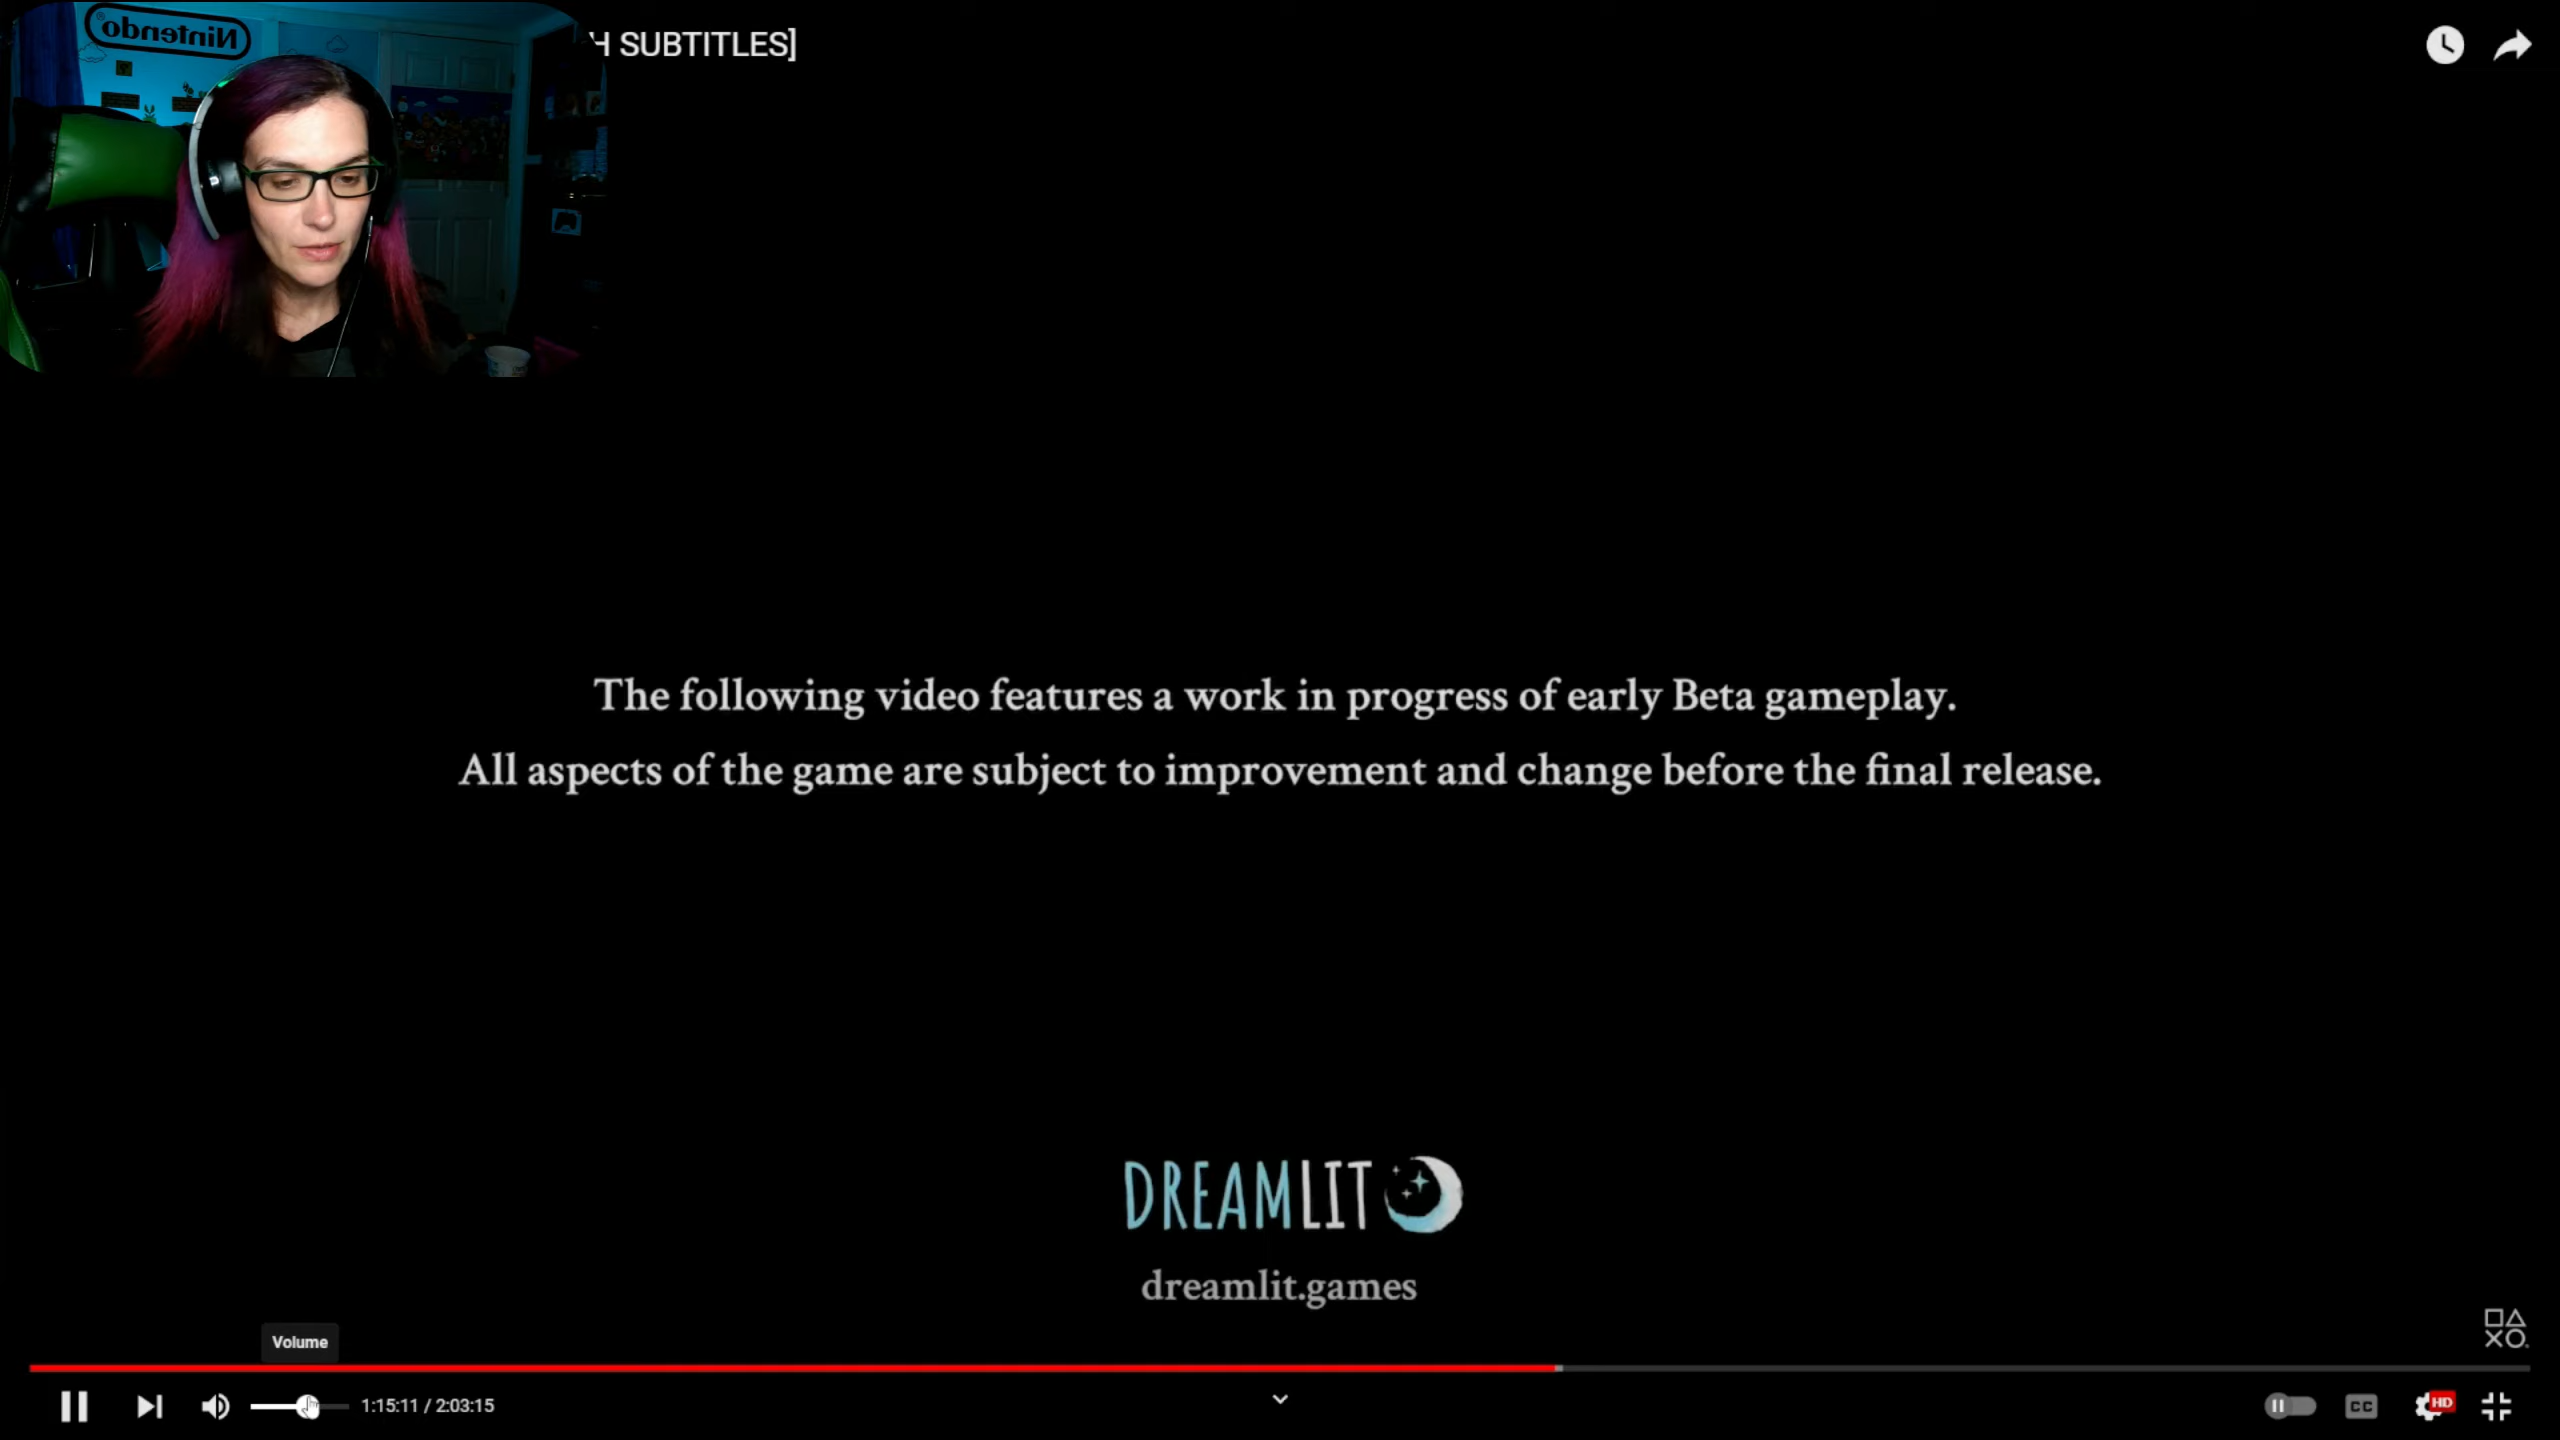 Nintendo®
H SUBTITLES]
The following video features a work in progress of early Beta gameplay.
All aspects of the game are subject to improvement and change before the final release.
DREAMLIT
dreamlit.games
Volume
1:15:11 / 2:03:15
CC
HD